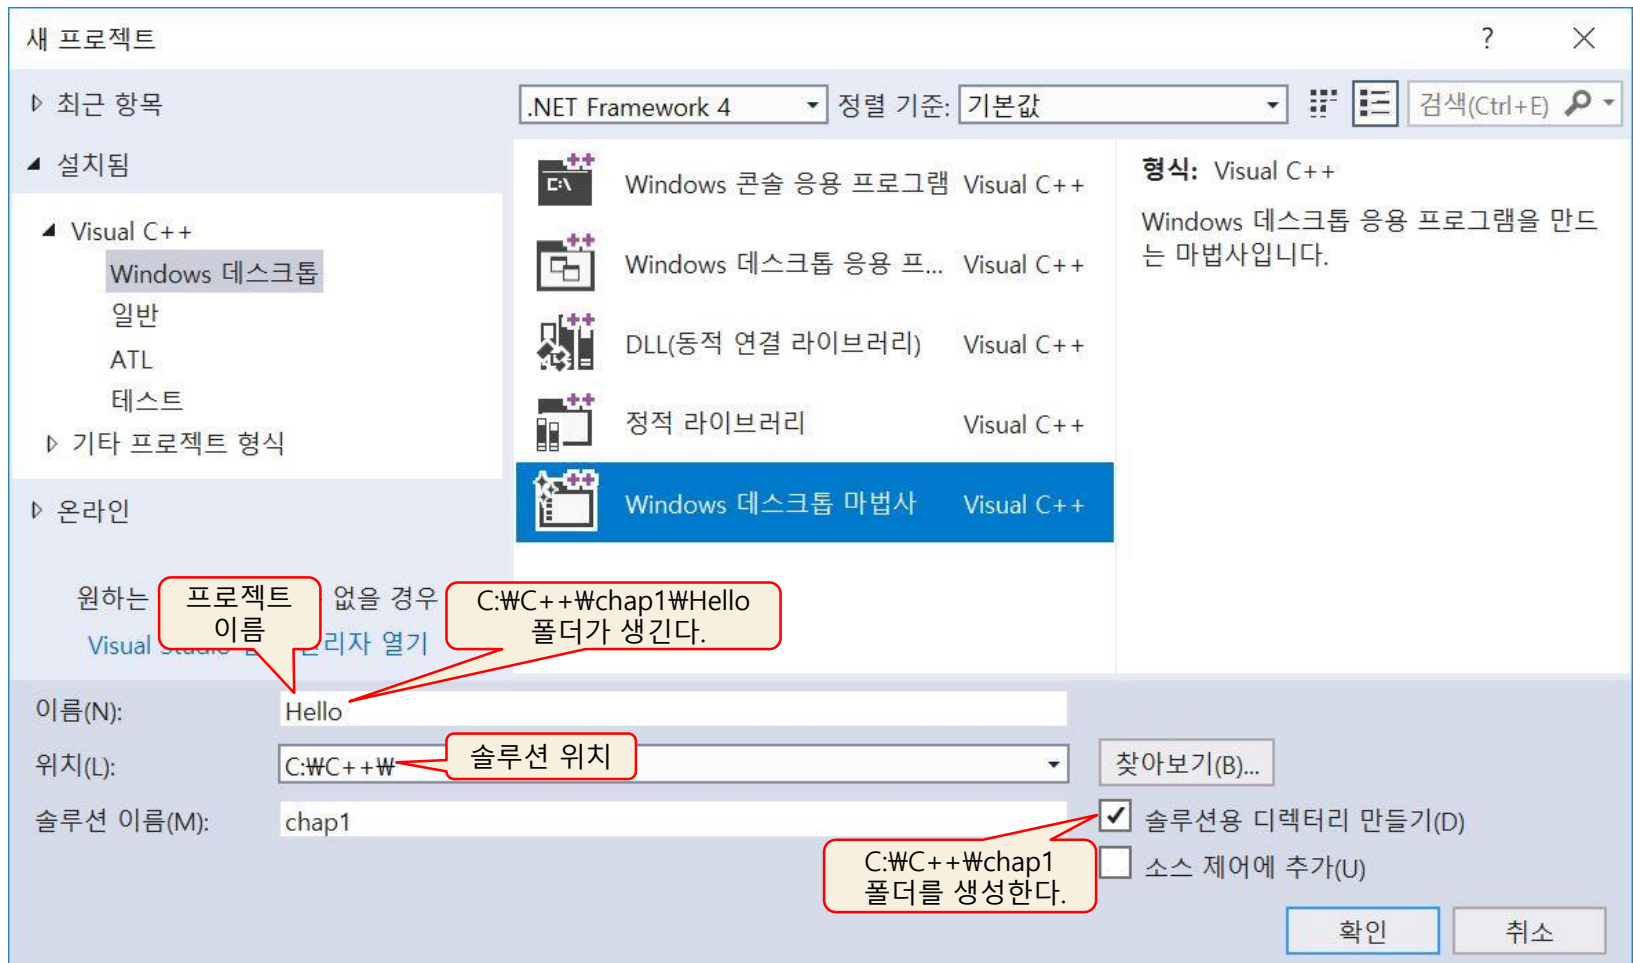 새 프로젝트
?
최근 항목
.NET Framework 4
정렬 기준:
기본값
검색(Ctrl+E)
설치됨
Visual C++
Windows 데스크톱
일반
ATL
테스트
기타 프로젝트 형식
온라인
Windows 콘솔 응용 프로그램 Visual C++
Windows 데스크톱 응용 프... Visual C++
DLL(동적 연결 라이브러리) Visual C++
정적 라이브러리 Visual C++
Windows 데스크톱 마법사 Visual C++
형식: Visual C++
Windows 데스크톱 응용 프로그램을 만드
는 마법사입니다.
원하는 없을 경우
Visual 열기
프로젝트
이름
C:\C++\chap1\Hello
폴더가 생긴다.
이름(N):
Hello
위치(L):
C:\C++\
솔루션 위치
찾아보기(B)...
솔루션 이름(M):
chap1
솔루션용 디렉터리 만들기(D)
C:\C++\chap1
폴더를 생성한다.
소스 제어에 추가(U)
확인
취소